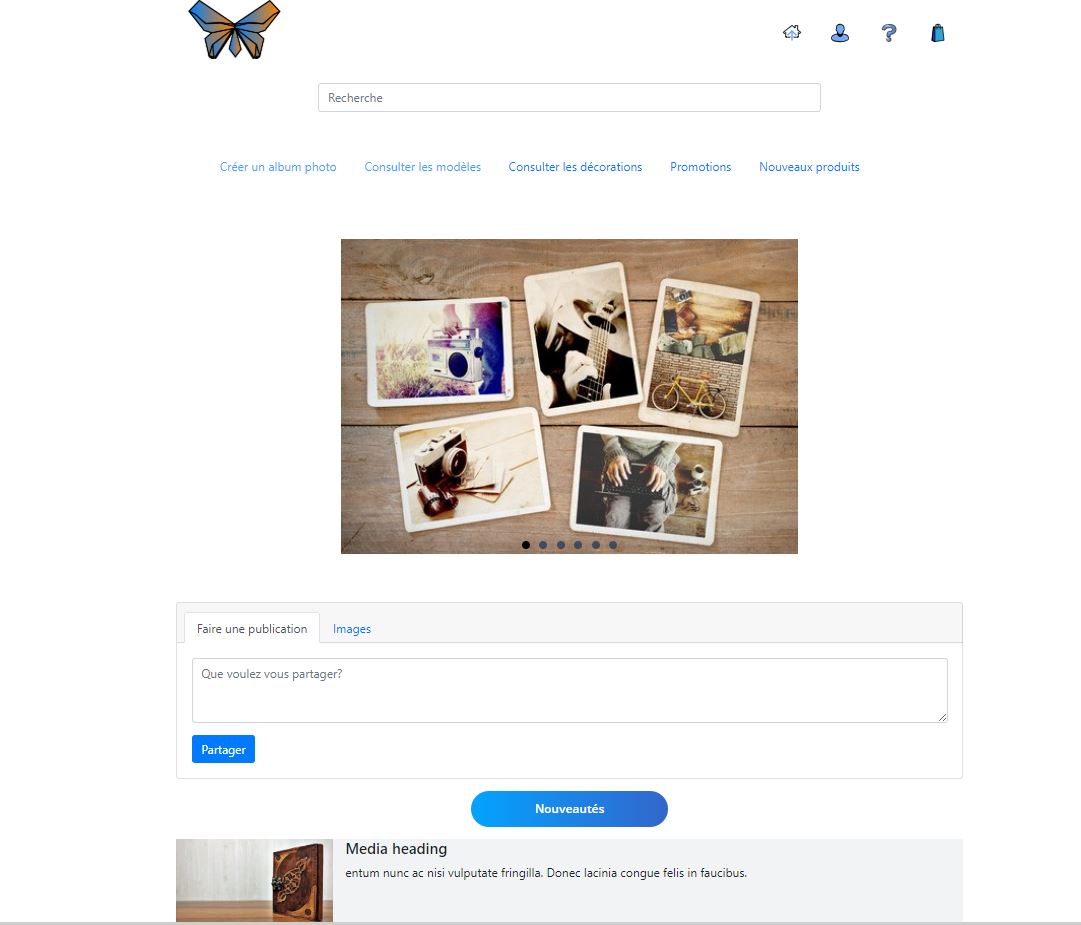 Recherche
Créer un album photo Consulter les modèles Consulter les décorations Promotions Nouveaux produits
Faire une publication Images
Que voulez vous partager?
Partager
Nouveautés
Media heading
entum nunc ac nisi vulputate fringilla. Donec lacinia congue felis in faucibus.